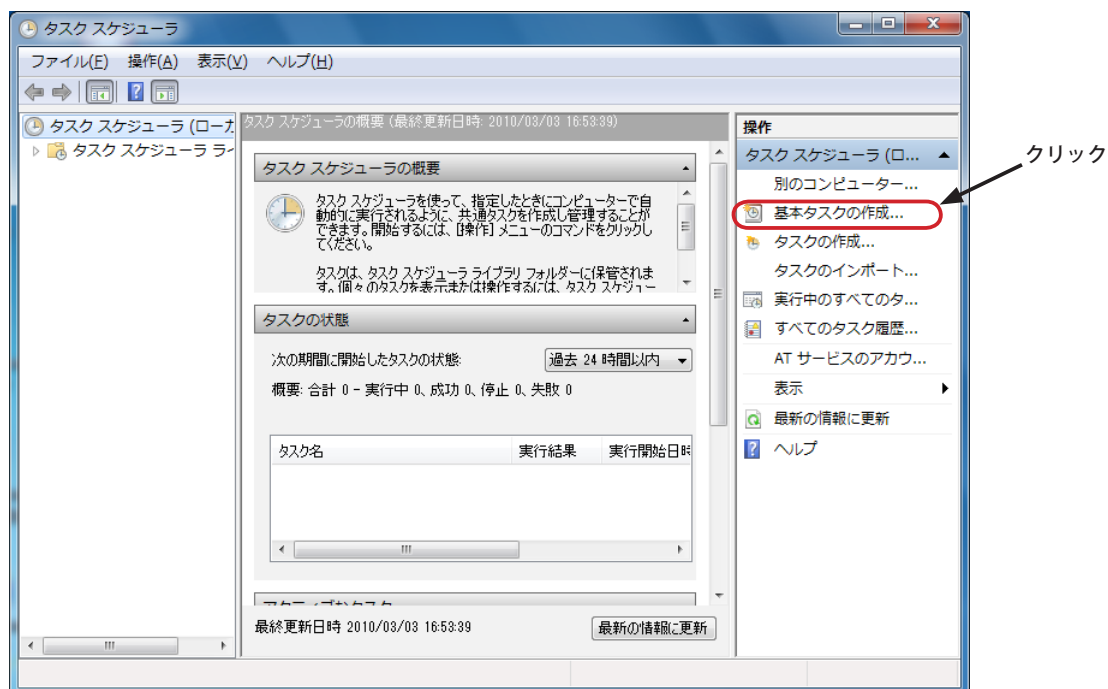 タスク スケジューラ
ファイル(F) 操作(A) 表示(V) ヘルプ(H)
タスク スケジューラ (ローカ
タスク スケジューラ ラ
タスク スケジューラの概要 (最終更新日時: 2010/03/03 16:53:39)
タスク スケジューラの概要
タスク スケジューラを使って、指定したときにコンピューターで自
動的に実行されるように、共通タスクを作成し管理することが
できます。開始するには、[操作] メニューのコマンドをクリックし
てください。
タスクは、タスク スケジューラ ライブラリ フォルダーに保管されま
す。個々のタスクを表示または操作するには、タスク スケジュー
タスクの状態
次の期間に開始したタスクの状態:
過去 24 時間以内
概要: 合計 0 - 実行中 0、成功 0、停止 0、失敗 0
タスク名 実行結果 実行開始日時
最終更新日時 2010/03/03 16:53:39
最新の情報に更新
操作
タスク スケジューラ (ロ...
別のコンピューター...
基本タスクの作成...
タスクの作成...
タスクのインポート...
実行中のすべてのタ...
すべてのタスク履歴...
AT サービスのアカウ...
表示
最新の情報に更新
ヘルプ
クリック